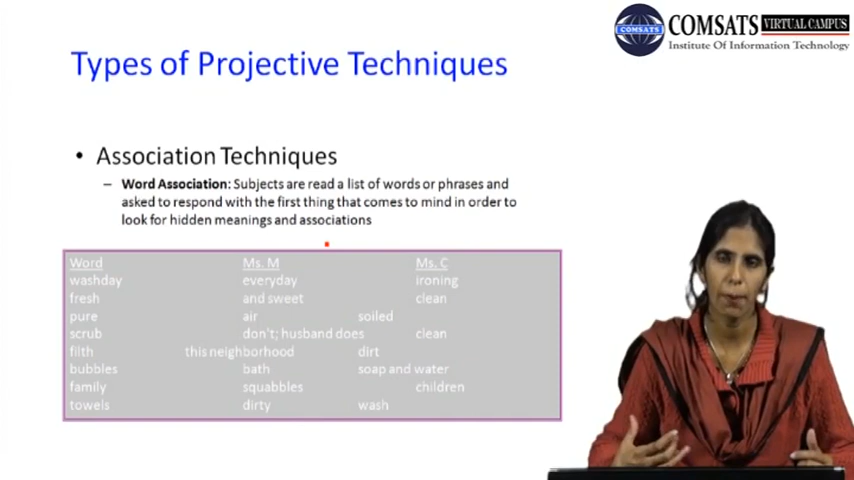 COMSATS VIRTUAL CAMPUS
COMSATS
Institute Of Information Technology
Types of Projective Techniques
• Association Techniques
– Word Association: Subjects are read a list of words or phrases and
asked to respond with the first thing that comes to mind in order to
look for hidden meanings and associations
Word Ms. M Ms. C
washday everyday ironing
fresh and sweet clean
pure air soiled
scrub don't; husband does clean
filth this neighborhood dirt
bubbles bath soap and water
family squabbles children
towels dirty wash